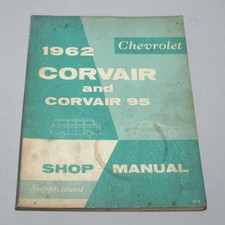 1962 Chevrolet
CORVAIR
and
CORVAIR 95
SHOP MANUAL
Supplement